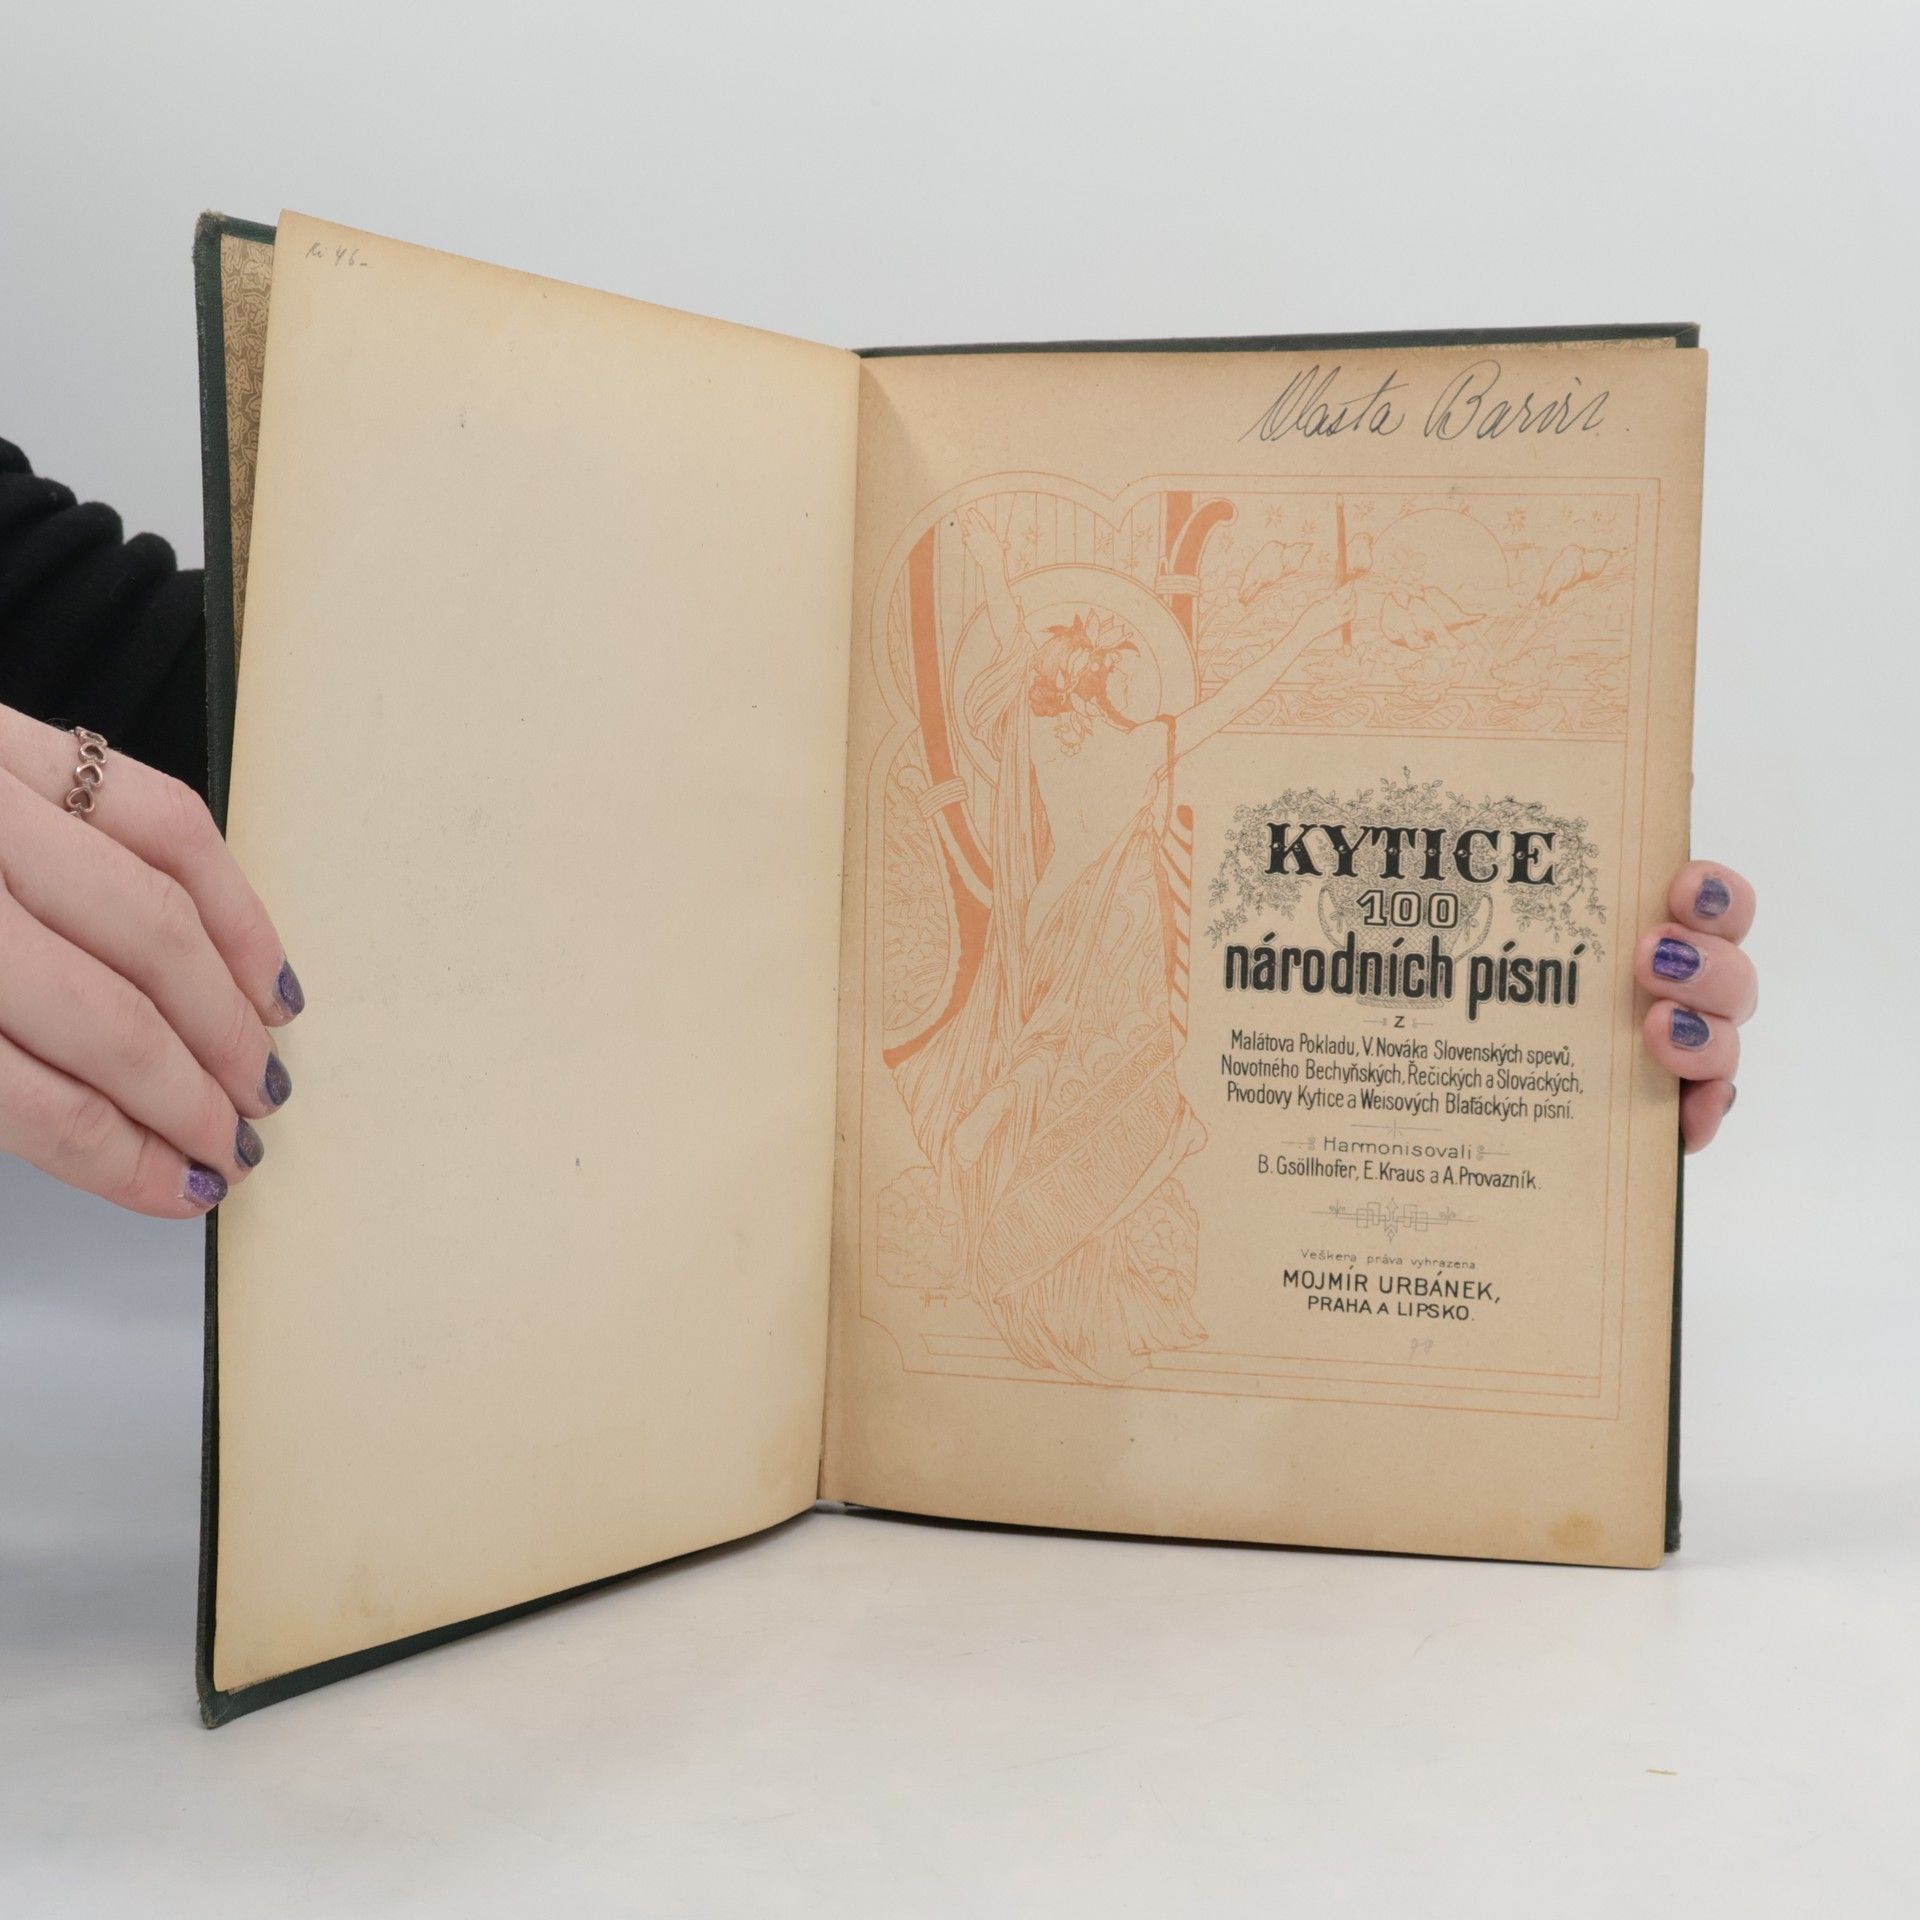 46-
Vlasta
KYTICE
100
národních písní
z
Malátova Pokladu, V. Nováka Slovenských spevů,
Novotného Bechyňských, Řečických a Slováckých,
Pivodovy Kytice a Weisových Blaťáckých písní.
Harmonisovali
B. Gsöllhofer, E. Kraus a A. Provazník.
Veškera práva vyhrazena
MOJMÍR URBÁNEK,
PRAHA A LIPSKO.